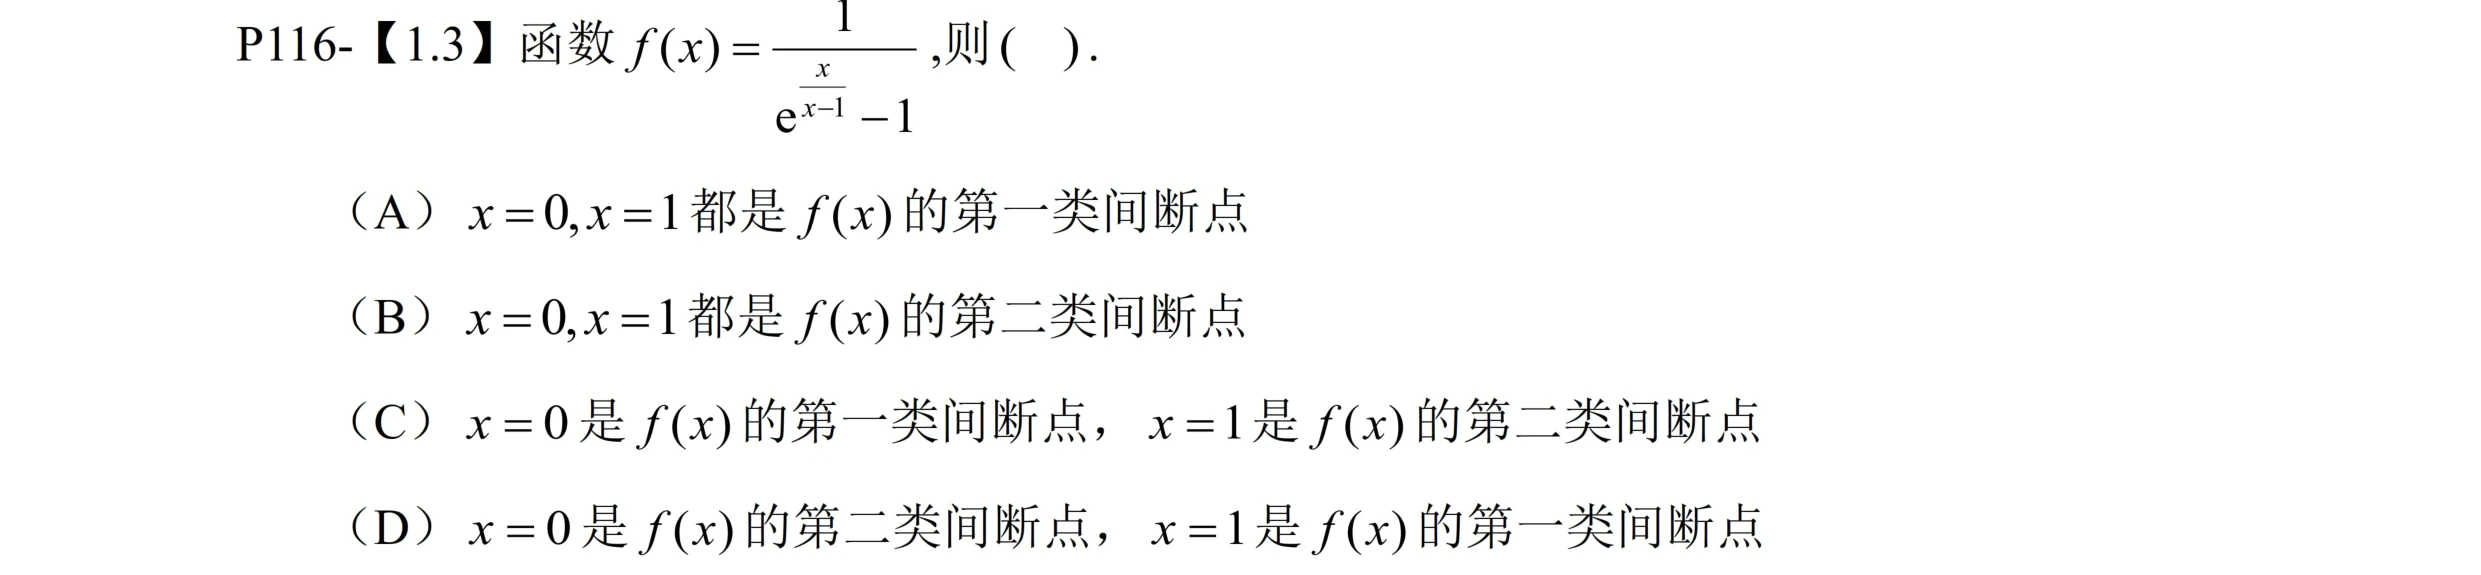 P116-【1.3】函数 f(x) = \frac{1}{e^{\frac{x}{x-1}} - 1} ,则( ).
（A）x = 0, x = 1都是 f(x) 的第一类间断点
（B）x = 0, x = 1都是 f(x) 的第二类间断点
（C）x = 0 是 f(x) 的第一类间断点，x = 1是 f(x) 的第二类间断点
（D）x = 0 是 f(x) 的第二类间断点，x = 1是 f(x) 的第一类间断点